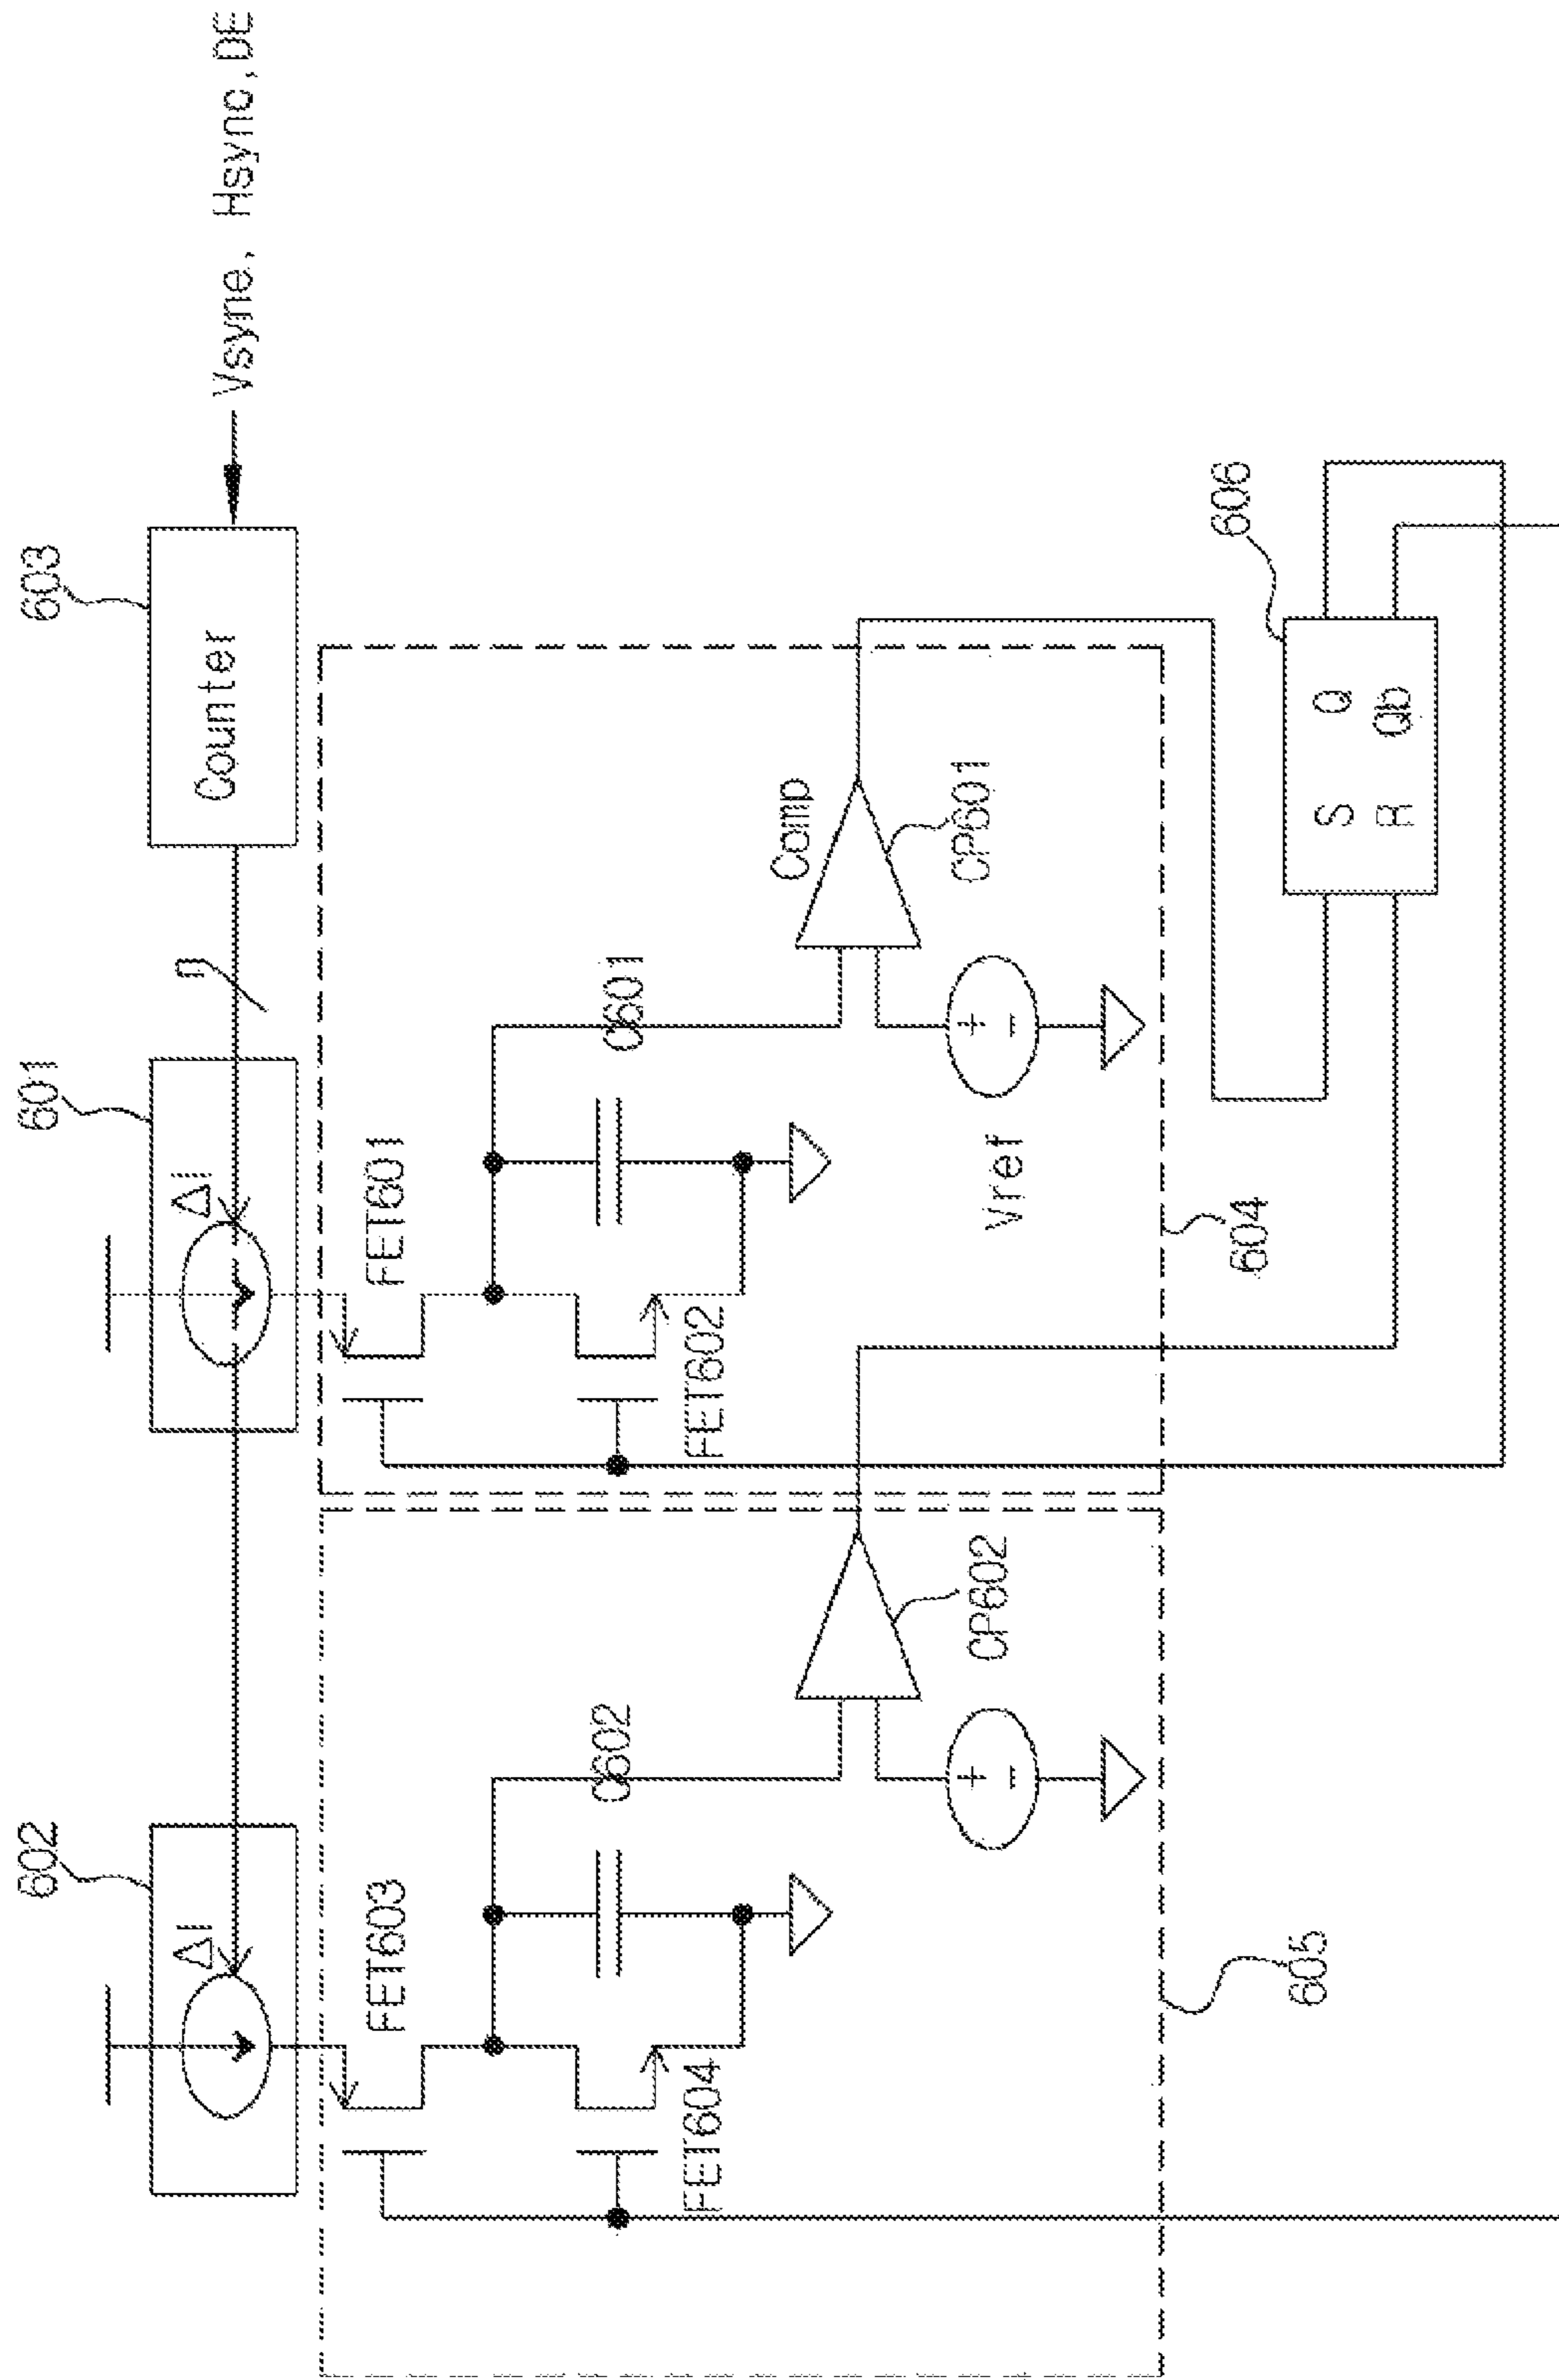 602
601
603
ΔI
ΔI
n
Counter
Vsyne, Hsync,DE
FET603
FET601
FET604
FET602
C602
C601
Comp
CP602
CP601
+
-
+
-
Vref
605
604
606
S Q
R Qb